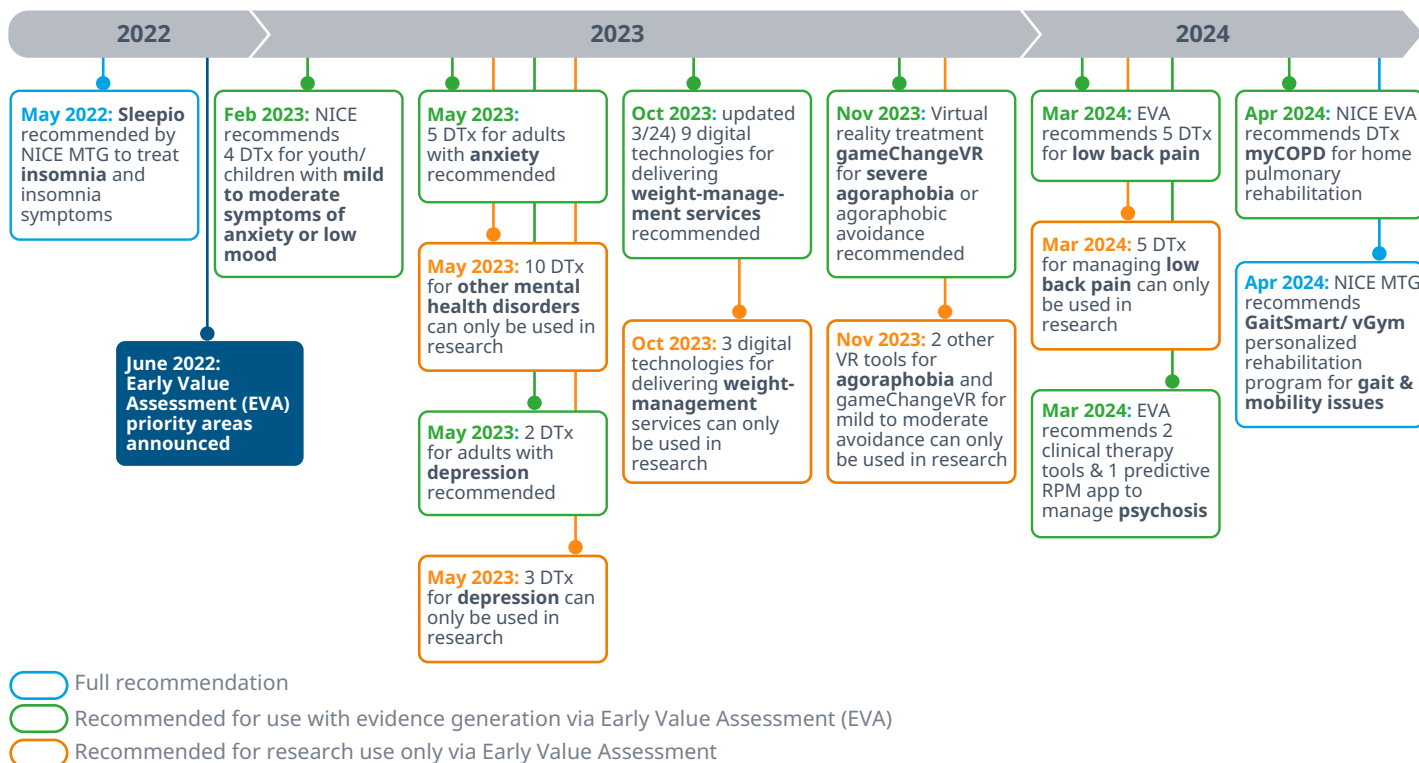 2022
2023
2024
May 2022: Sleepio
recommended by
NICE MTG to treat
insomnia and
insomnia
symptoms
June 2022:
Early Value
Assessment (EVA)
priority areas
announced
Feb 2023: NICE
recommends
4 DTx for youth/
children with mild
to moderate
symptoms of
anxiety or low
mood
May 2023:
5 DTx for adults
with anxiety
recommended
May 2023: 10 DTx
for other mental
health disorders
can only be used in
research
May 2023: 2 DTx
for adults with
depression
recommended
May 2023: 3 DTx
for depression can
only be used in
research
Oct 2023: updated
3/24) 9 digital
technologies for
delivering
weight-manage-
ment services
recommended
Oct 2023: 3 digital
technologies for
delivering weight-
management
services can only
be used in
research
Nov 2023: Virtual
reality treatment
gameChangeVR
for severe
agoraphobia or
agoraphobic
avoidance
recommended
Nov 2023: 2 other
VR tools for
agoraphobia and
gameChangeVR for
mild to moderate
avoidance can only
be used in research
Mar 2024: EVA
recommends 5 DTx
for low back pain
Mar 2024: 5 DTx
for managing low
back pain can only
be used in
research
Mar 2024: EVA
recommends 2
clinical therapy
tools & 1 predictive
RPM app to
manage psychosis
Apr 2024: NICE EVA
recommends DTx
myCOPD for home
pulmonary
rehabilitation
Apr 2024: NICE MTG
recommends
GaitSmart/ vGym
personalized
rehabilitation
program for gait &
mobility issues
Full recommendation
Recommended for use with evidence generation via Early Value Assessment (EVA)
Recommended for research use only via Early Value Assessment